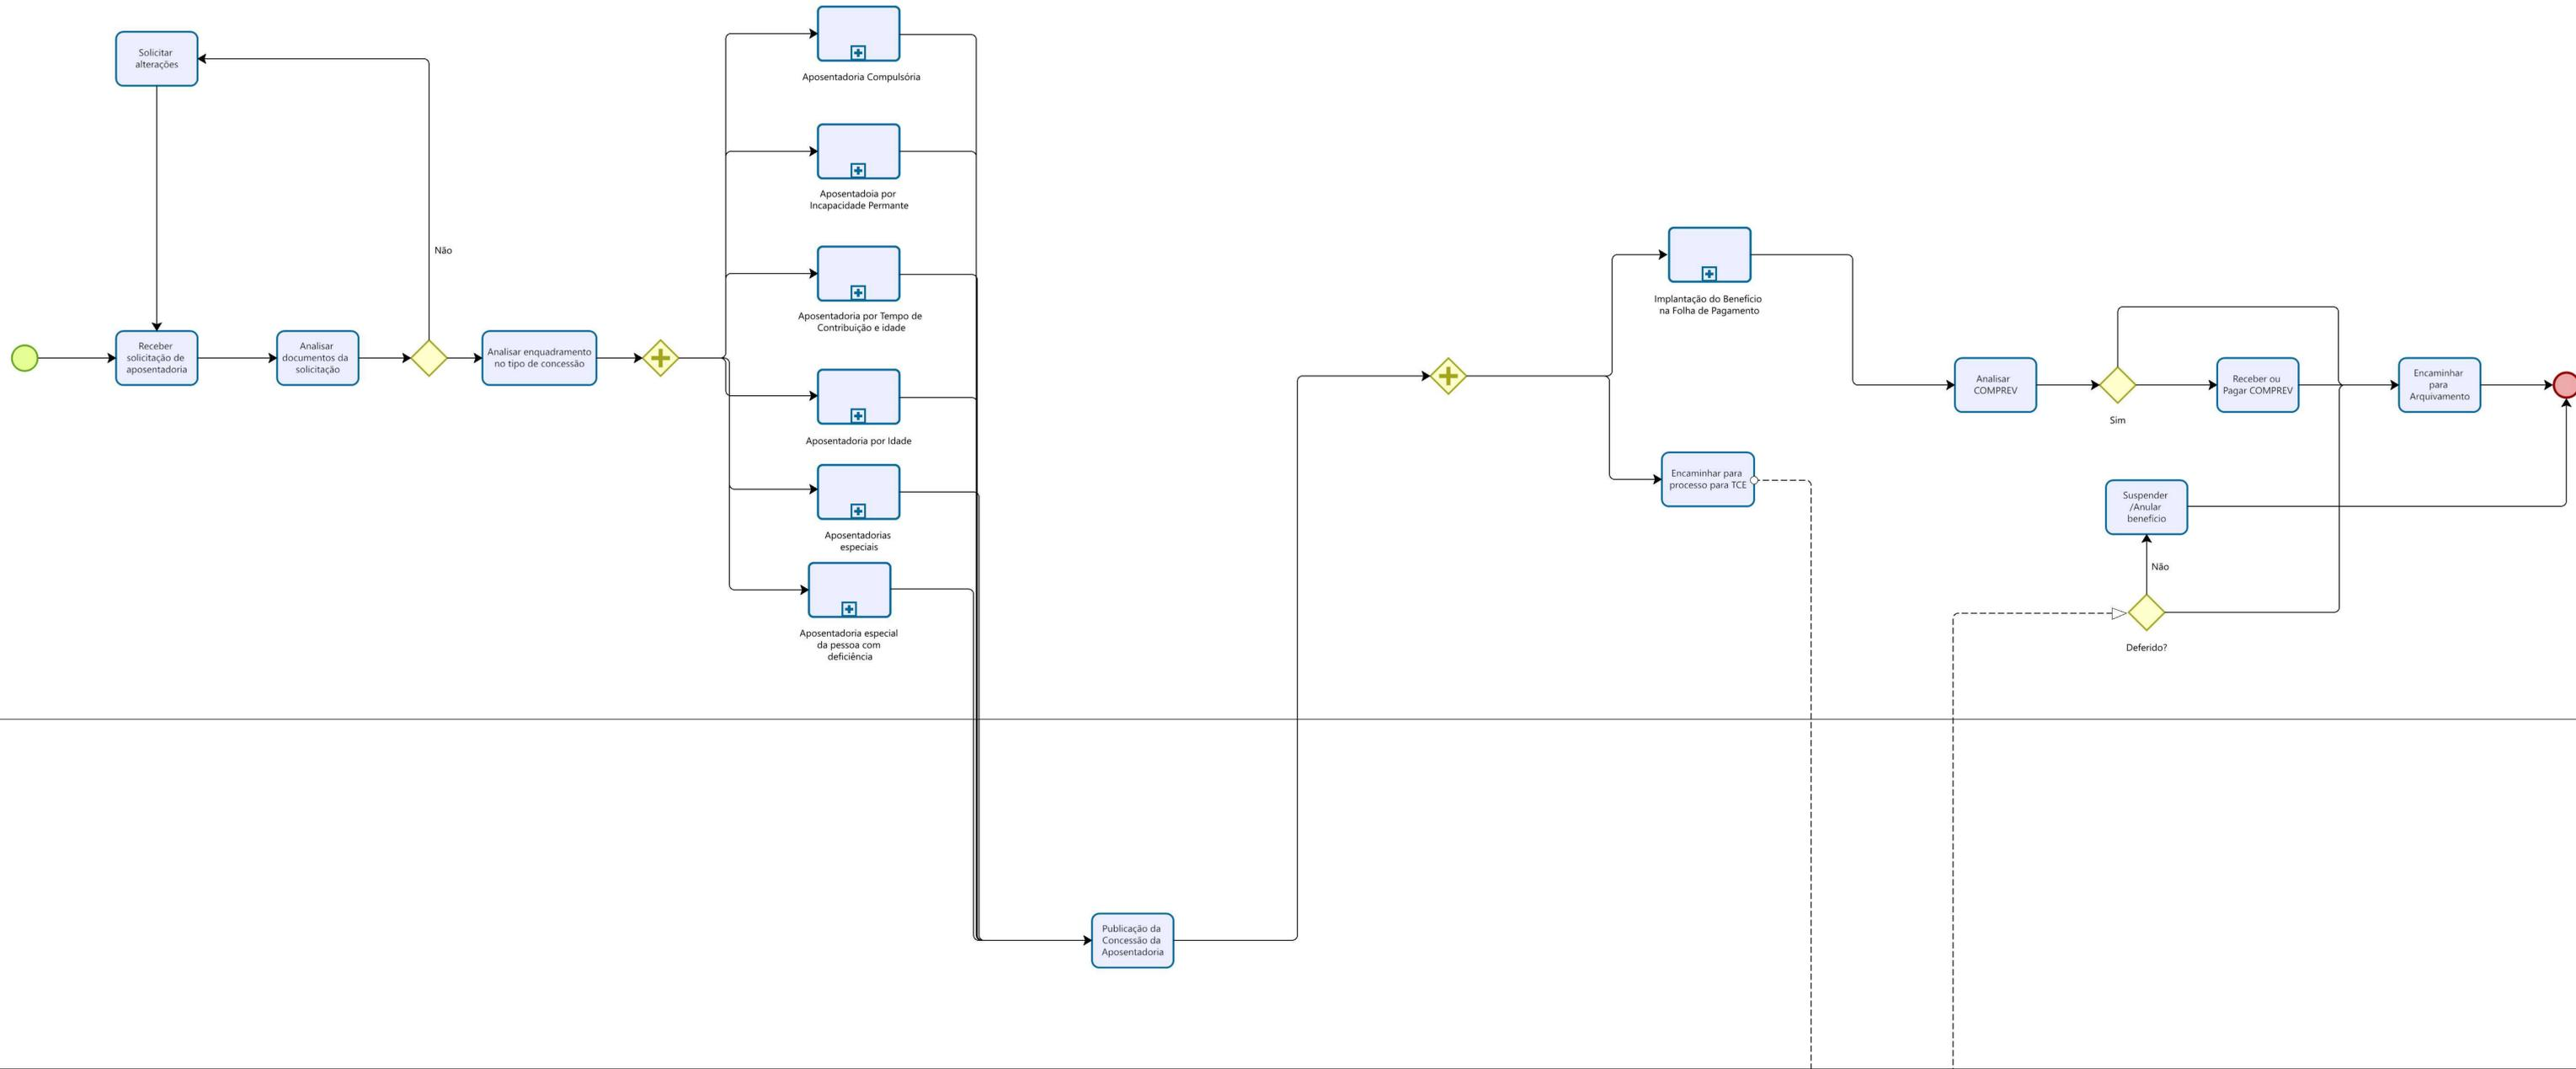 Solicitar
alterações
Não
Receber
solicitação de
aposentadoria
Analisar
documentos da
solicitação
Analisar enquadramento
no tipo de concessão
Aposentadoria Compulsória
Aposentadoia por
Incapacidade Permante
Aposentadoria por Tempo de
Contribuição e idade
Aposentadoria por Idade
Aposentadorias
especiais
Aposentadoria especial
da pessoa com
deficiência
Publicação da
Concessão da
Aposentadoria
Implantação do Benefício
na Folha de Pagamento
Encaminhar para
processo para TCE
Analisar
COMPREV
Sim
Receber ou
Pagar COMPREV
Encaminhar
para
Arquivamento
Suspender
/Anular
benefício
Não
Deferido?